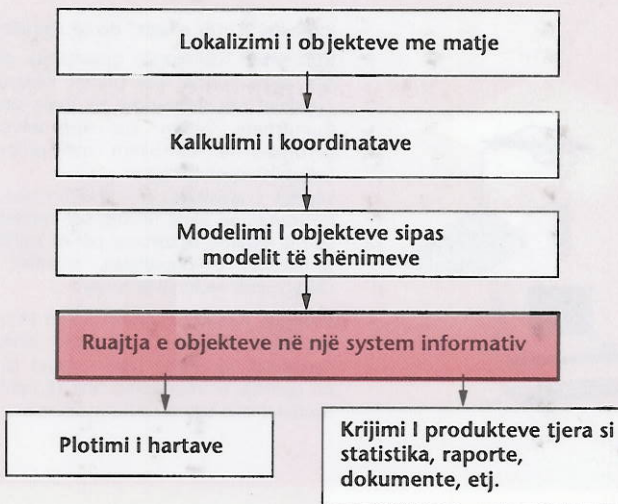 Lokalizimi i objekteve me matje
Kalkulimi i koordinatave
Modelimi I objekteve sipas
modelit të shënimeve
Ruajtja e objekteve në një system informativ
Plotimi i hartave
Krijimi I produkteve tjera si
statistika, raporte,
dokumente, etj.